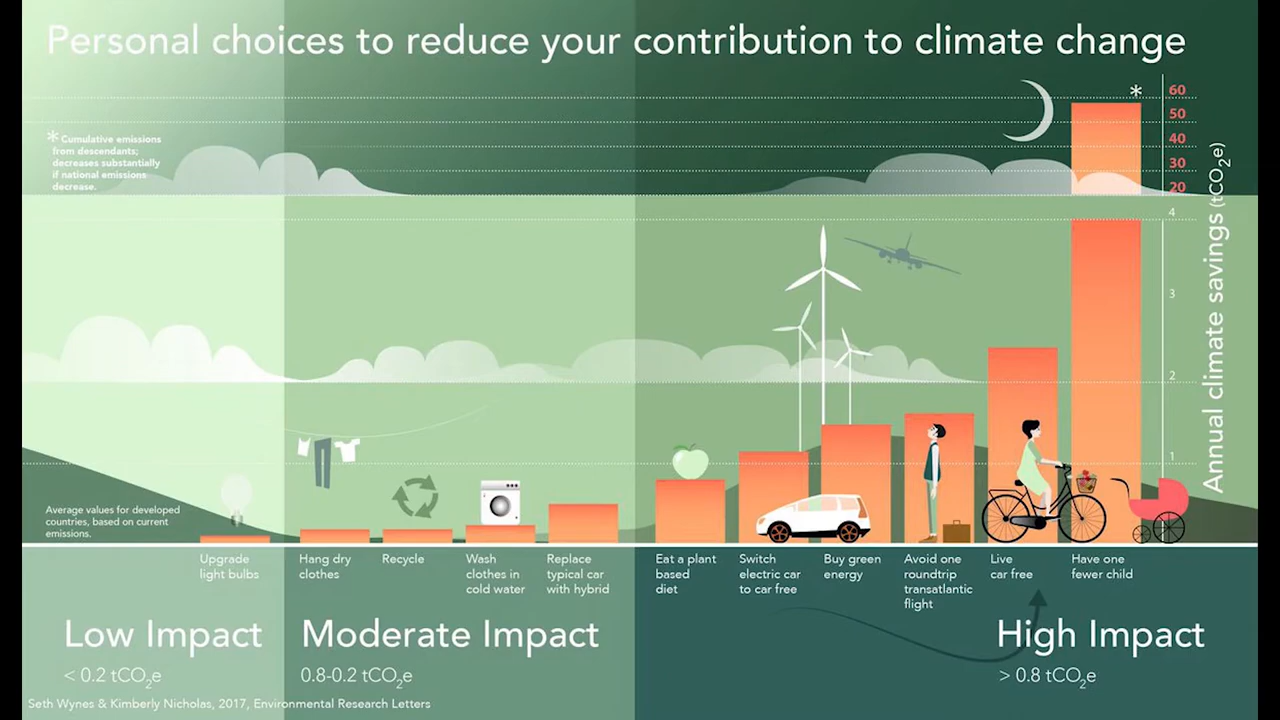 Personal choices to reduce your contribution to climate change
* Cumulative emissions
from descendants;
decreases substantially
if national emissions
decrease.
*
60
50
40
30
20
4
3
2
1
Annual climate savings (tCO2e)
Average values for developed
countries, based on current
emissions.
Upgrade
light bulbs
Hang dry
clothes
Recycle
Wash
clothes in
cold water
Replace
typical car
with hybrid
Eat a plant
based
diet
Switch
electric car
to car free
Buy green
energy
Avoid one
roundtrip
transatlantic
flight
Live
car free
Have one
fewer child
Low Impact
< 0.2 tCO2e
Moderate Impact
0.8-0.2 tCO2e
High Impact
> 0.8 tCO2e
Seth Wynes & Kimberly Nicholas, 2017, Environmental Research Letters